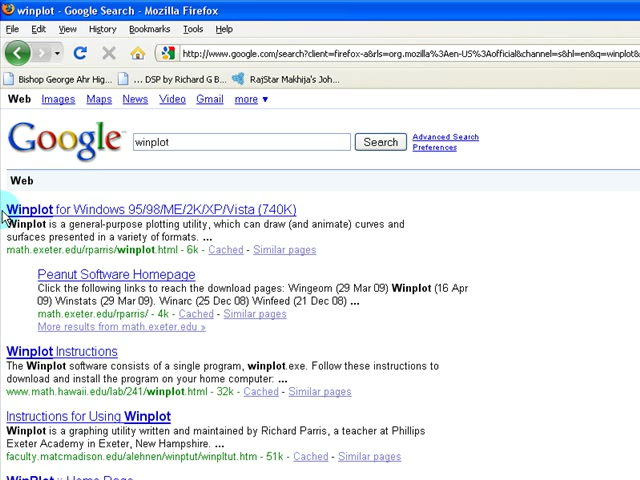 winplot - Google Search - Mozilla Firefox
File Edit View History Bookmarks Tools Help
http://www.google.com/search?client=firefox-a&rls=org.mozilla%3Aen-US%3Aofficial&channel=s&hl=en&q=winplot&
Bishop George Ahr Hig... ... DSP by Richard G B... RajStar Makhija's Joh...
Web Images Maps News Video Gmail more ▼
Google winplot Search Advanced Search
Preferences
Web
Winplot for Windows 95/98/ME/2K/XP/Vista (740K)
Winplot is a general-purpose plotting utility, which can draw (and animate) curves and
surfaces presented in a variety of formats. ...
math.exeter.edu/rparris/winplot.html - 6k - Cached - Similar pages
Peanut Software Homepage
Click the following links to reach the download pages: Wingeom (29 Mar 09) Winplot (16 Apr
09) Winstats (29 Mar 09). Winarc (25 Dec 08) Winfeed (21 Dec 08) ...
math.exeter.edu/rparris/ - 4k - Cached - Similar pages
More results from math.exeter.edu »
Winplot Instructions
The Winplot software consists of a single program, winplot.exe. Follow these instructions to
download and install the program on your home computer: ...
www.math.hawaii.edu/lab/241/winplot.html - 32k - Cached - Similar pages
Instructions for Using Winplot
Winplot is a graphing utility written and maintained by Richard Parris, a teacher at Phillips
Exeter Academy in Exeter, New Hampshire. ...
faculty.matcmadison.edu/alehnen/winptut/winpltut.htm - 51k - Cached - Similar pages
WinPlot :: Home Page